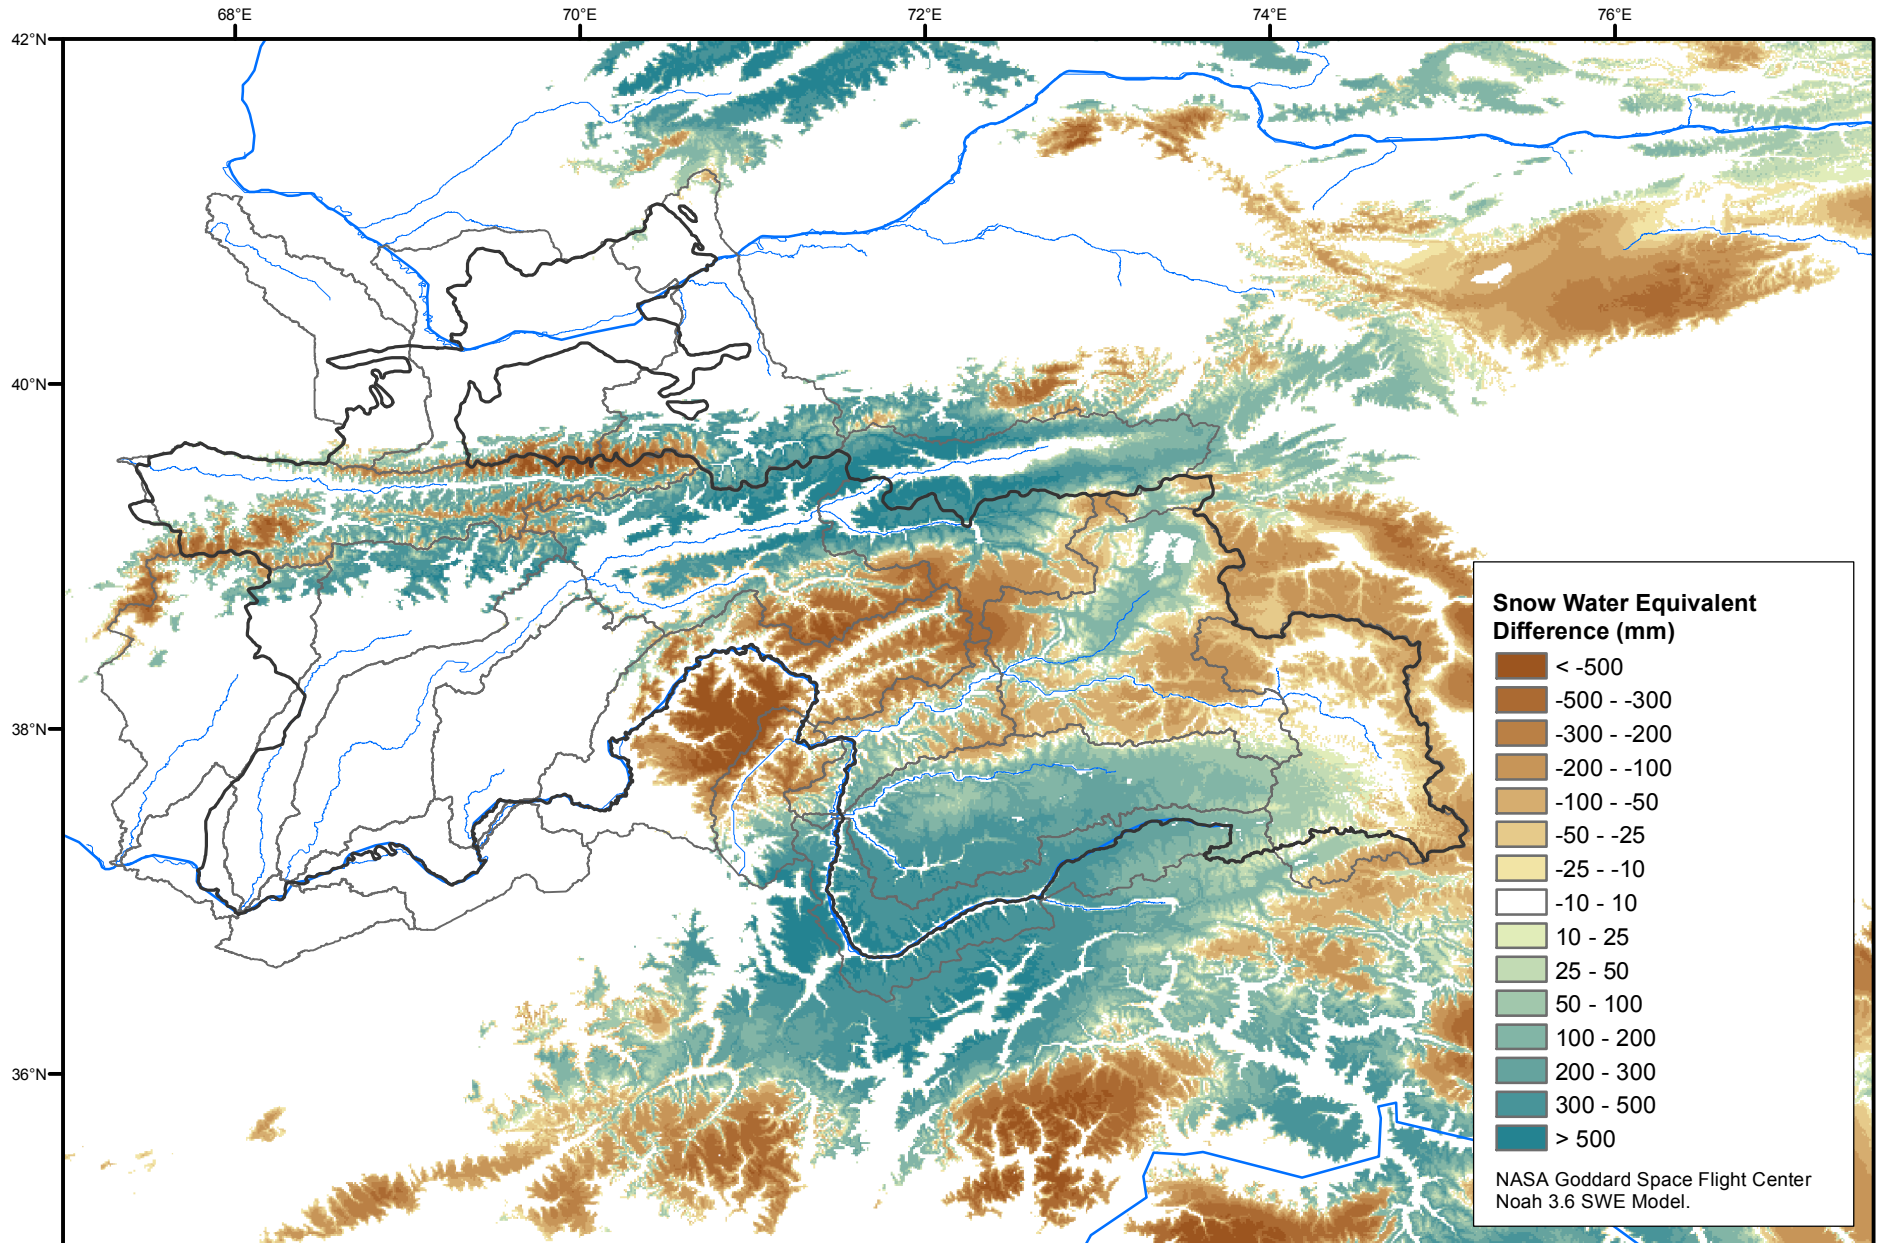 68°E 70°E 72°E 74°E 76°E
42°N
40°N
38°N
36°N
Snow Water Equivalent
Difference (mm)
< -500
-500 - -300
-300 - -200
-200 - -100
-100 - -50
-50 - -25
-25 - -10
-10 - 10
10 - 25
25 - 50
50 - 100
100 - 200
200 - 300
300 - 500
> 500
NASA Goddard Space Flight Center
Noah 3.6 SWE Model.